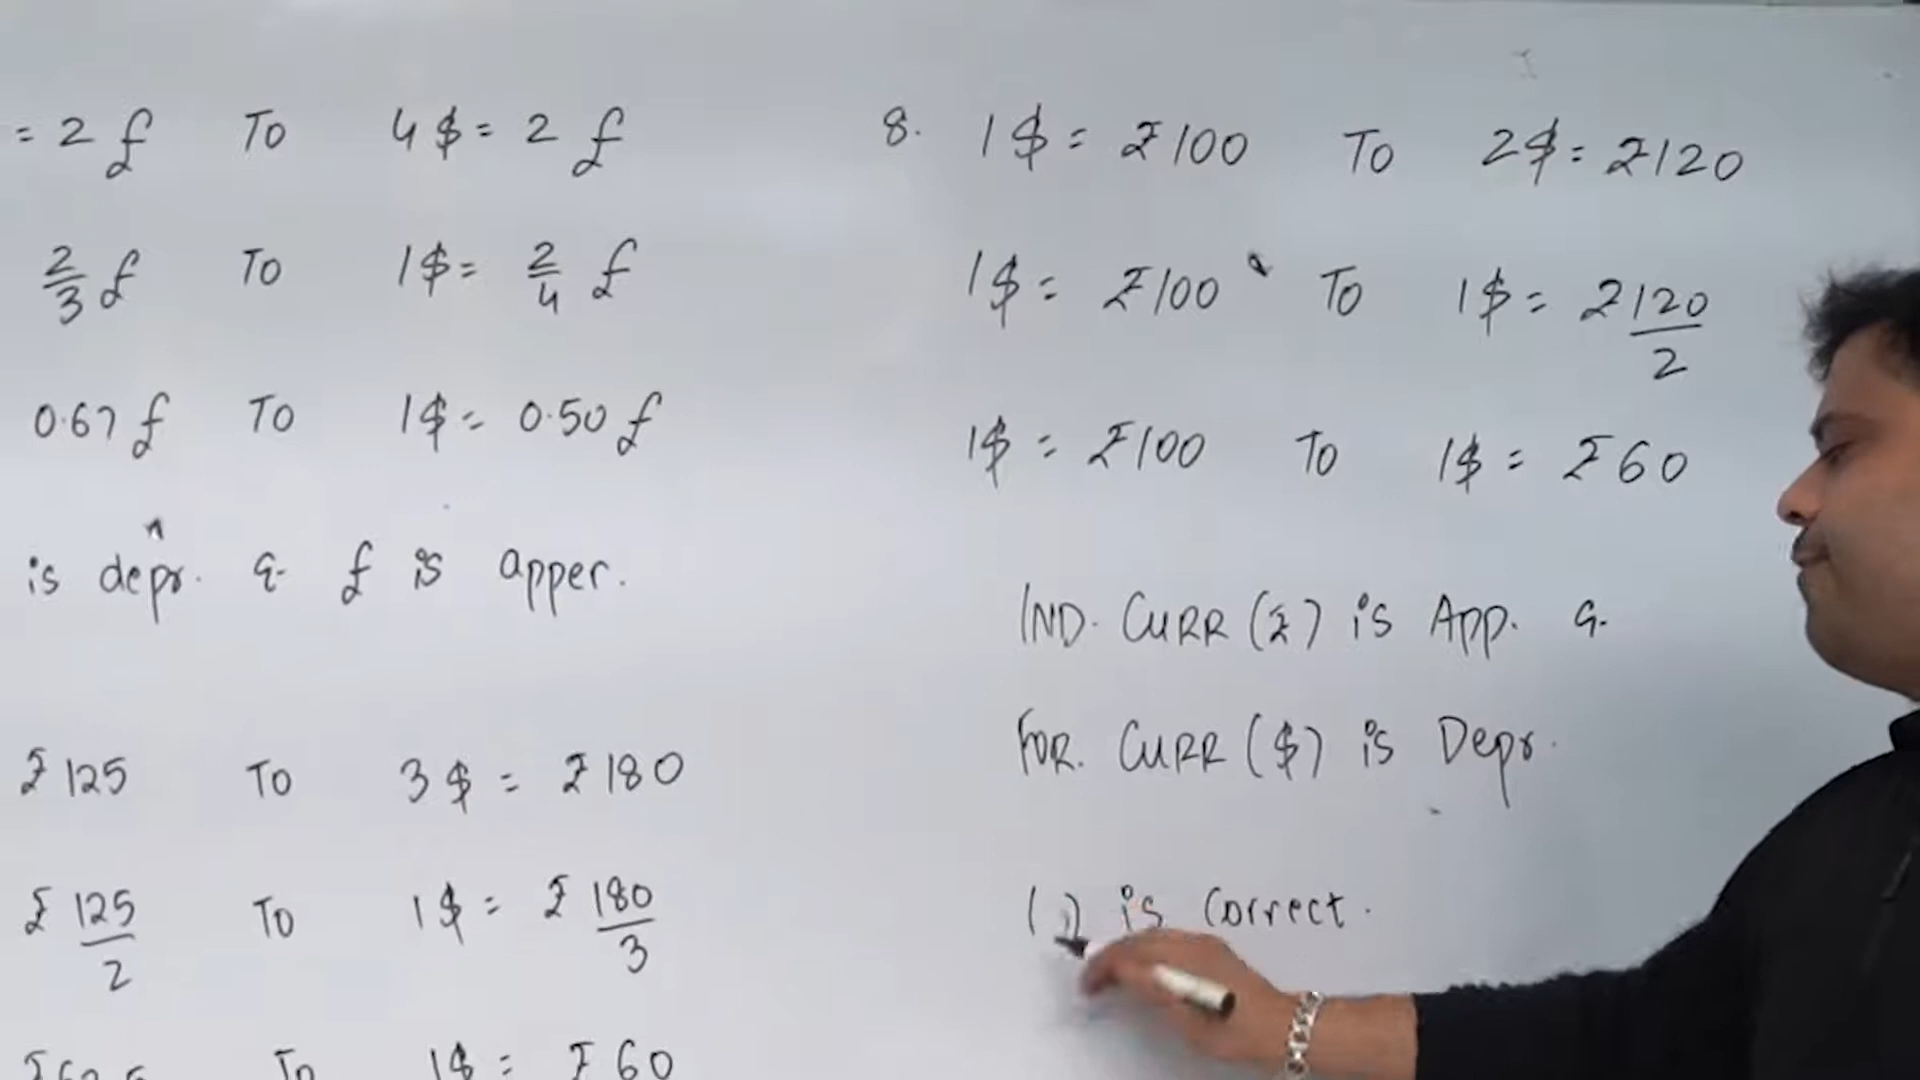 = 2 £ To 4 $ = 2 £
2/3 £ To 1 $ = 2/4 £
0.67 £ To 1 $ = 0.50 £
is depr. & £ is apper.
₹ 125 To 3 $ = ₹ 180
₹ 125/2 To 1 $ = ₹ 180/3
To 1 $ = ₹ 60
8. 1 $ = ₹ 100 To 2 $ = ₹ 120
1 $ = ₹ 100 To 1 $ = ₹ 120/2
1 $ = ₹ 100 To 1 $ = ₹ 60
IND. CURR (₹) is App. &
FOR. CURR ($) is Depr.
is Correct.